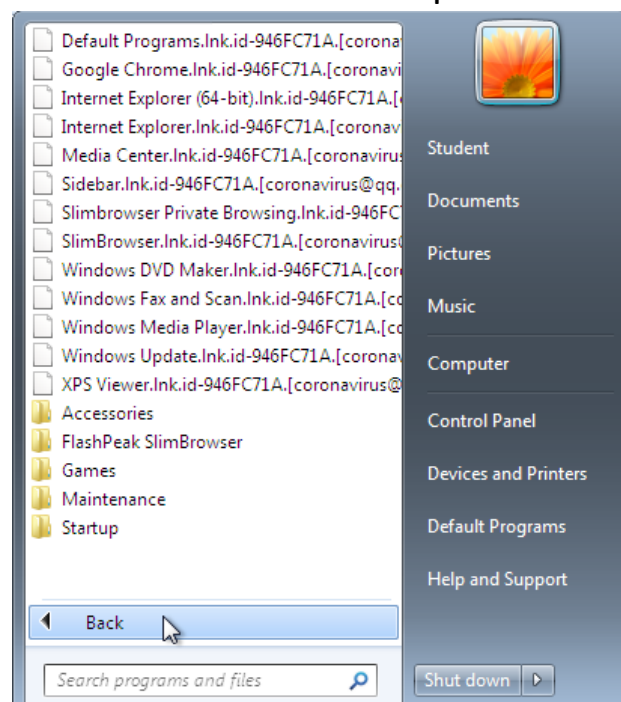 Default Programs.lnk.id-946FC71A.[corona
Google Chrome.lnk.id-946FC71A.[coronavi
Internet Explorer (64-bit).lnk.id-946FC71A.[
Internet Explorer.lnk.id-946FC71A.[coronav
Media Center.lnk.id-946FC71A.[coronavirus
Sidebar.lnk.id-946FC71A.[coronavirus@qq.
Slimbrowser Private Browsing.lnk.id-946FC
SlimBrowser.lnk.id-946FC71A.[coronavirus
Windows DVD Maker.lnk.id-946FC71A.[cor
Windows Fax and Scan.lnk.id-946FC71A.[co
Windows Media Player.lnk.id-946FC71A.[co
Windows Update.lnk.id-946FC71A.[coronav
XPS Viewer.lnk.id-946FC71A.[coronavirus@
Accessories
FlashPeak SlimBrowser
Games
Maintenance
Startup
Back
Search programs and files
Student
Documents
Pictures
Music
Computer
Control Panel
Devices and Printers
Default Programs
Help and Support
Shut down